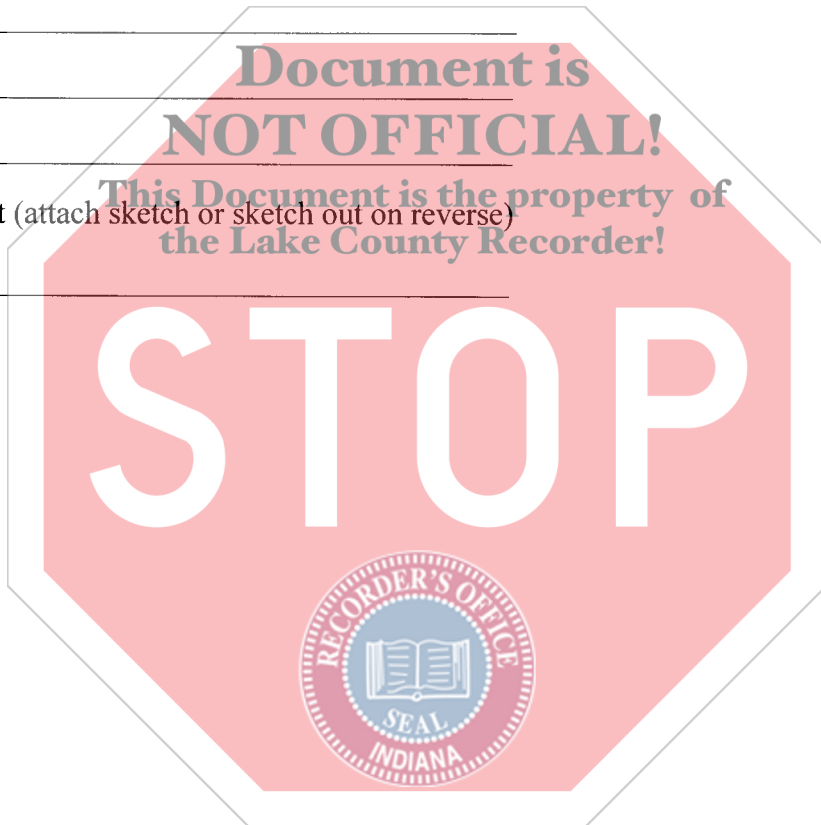 Document is
NOT OFFICIAL!
This Document is the property of
t (attach sketch or sketch out on reverse)
the Lake County Recorder!
STOP
RECORDER'S OFFICE
SEAL
INDIANA